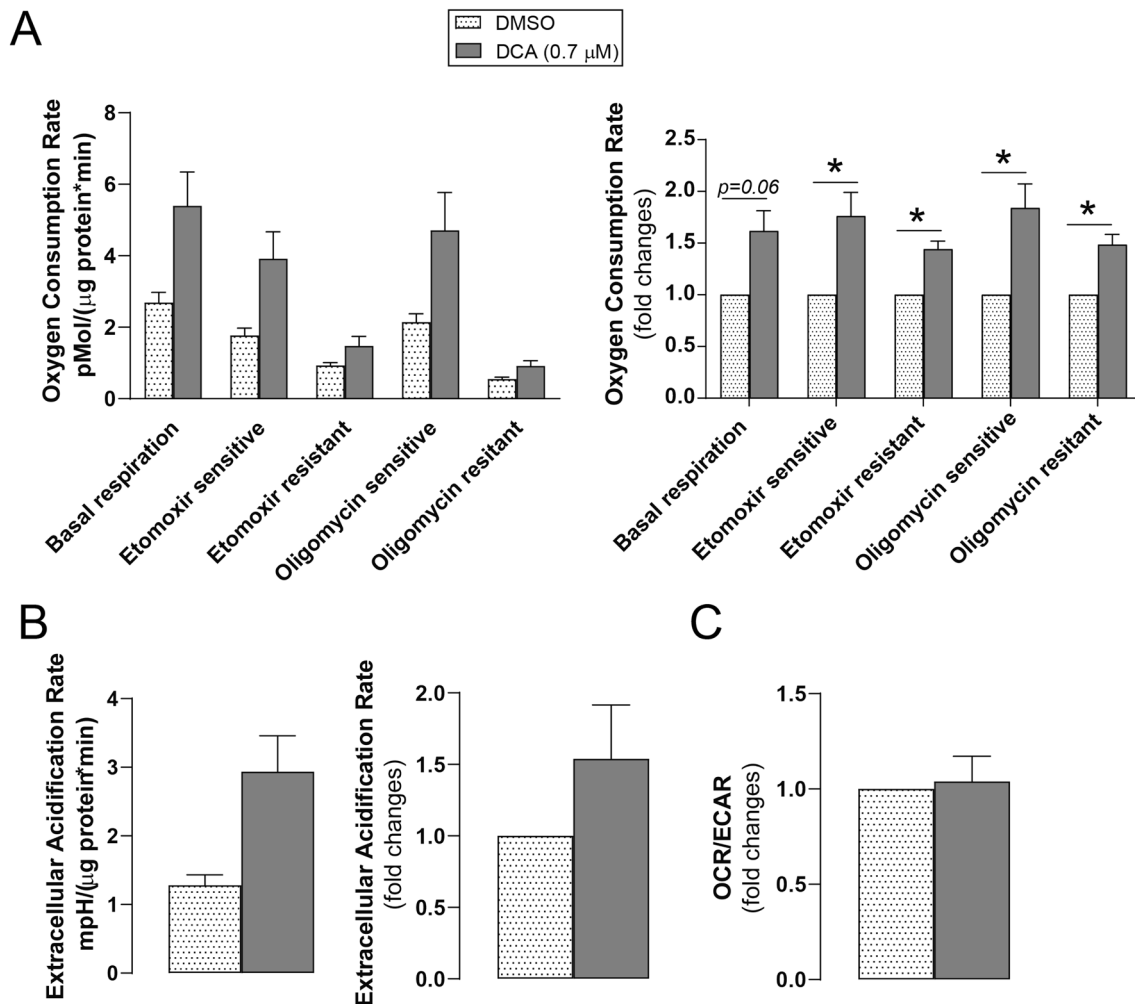 A
DMSO
DCA (0.7 μM)
Oxygen Consumption Rate
pMol/(μg protein*min)
8
6
4
2
0
Basal respiration
Etomoxir sensitive
Etomoxir resistant
Oligomycin sensitive
Oligomycin resitant
Oxygen Consumption Rate
(fold changes)
2.5
2.0
1.5
1.0
0.5
0.0
p=0.06
*
*
*
*
Basal respiration
Etomoxir sensitive
Etomoxir resistant
Oligomycin sensitive
Oligomycin resitant
B
Extracellular Acidification Rate
mpH/(μg protein*min)
4
3
2
1
0
Extracellular Acidification Rate
(fold changes)
2.0
1.5
1.0
0.5
0.0
C
OCR/ECAR
(fold changes)
1.5
1.0
0.5
0.0